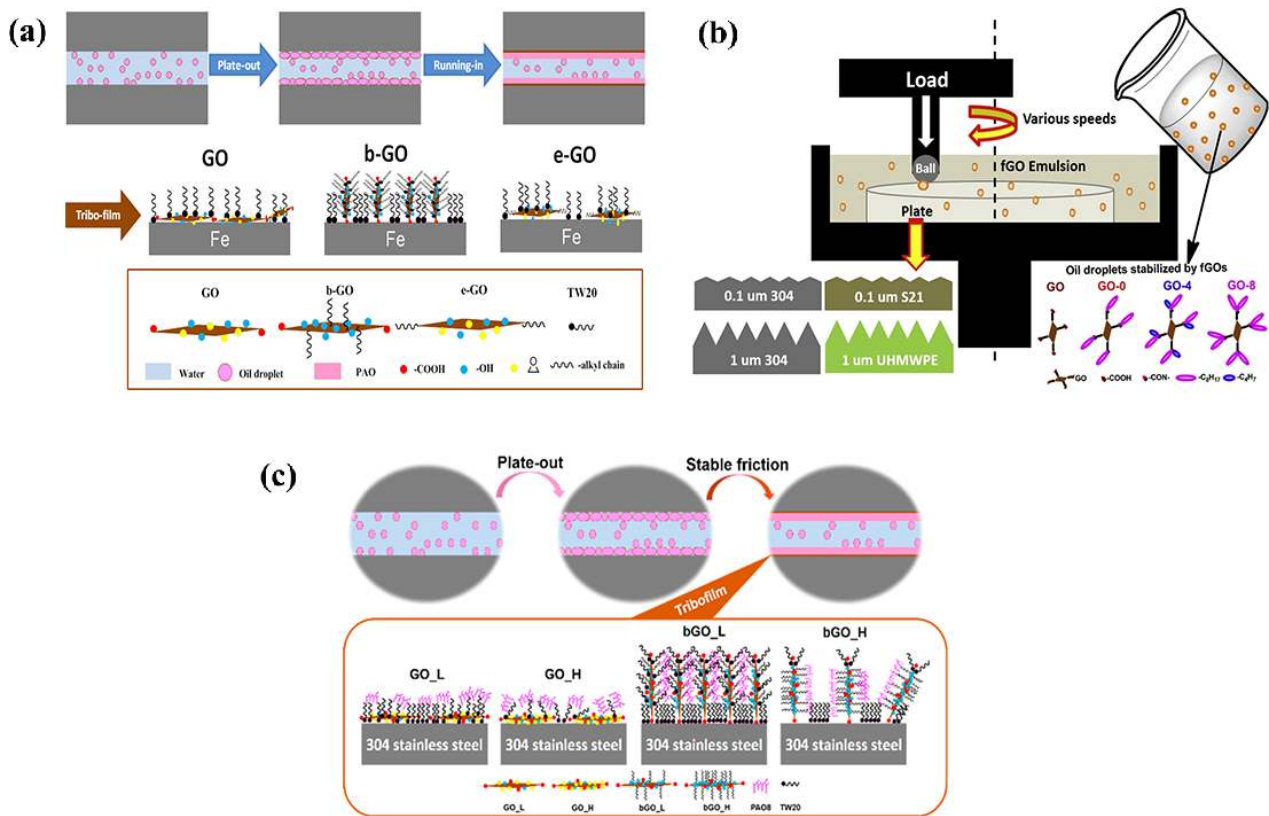 (a)
Plate-out
Running-in
GO
b-GO
e-GO
Tribo-film
Fe
Fe
Fe
GO
b-GO
e-GO
TW20
Water
Oil droplet
PAO
-COOH
-OH
-alkyl chain
(b)
Load
Various speeds
Ball
fGO Emulsion
Plate
0.1 um 304
0.1 um S21
1 um 304
1 um UHMWPE
Oil droplets stabilized by fGOs
GO
GO-0
GO-4
GO-8
GO
-COOH
-CON-
-C₈H₁₇
-C₄H₇
(c)
Plate-out
Stable friction
Tribofilm
GO_L
GO_H
bGO_L
bGO_H
304 stainless steel
304 stainless steel
304 stainless steel
304 stainless steel
GO_L
GO_H
bGO_L
bGO_H
PAO8
TW20